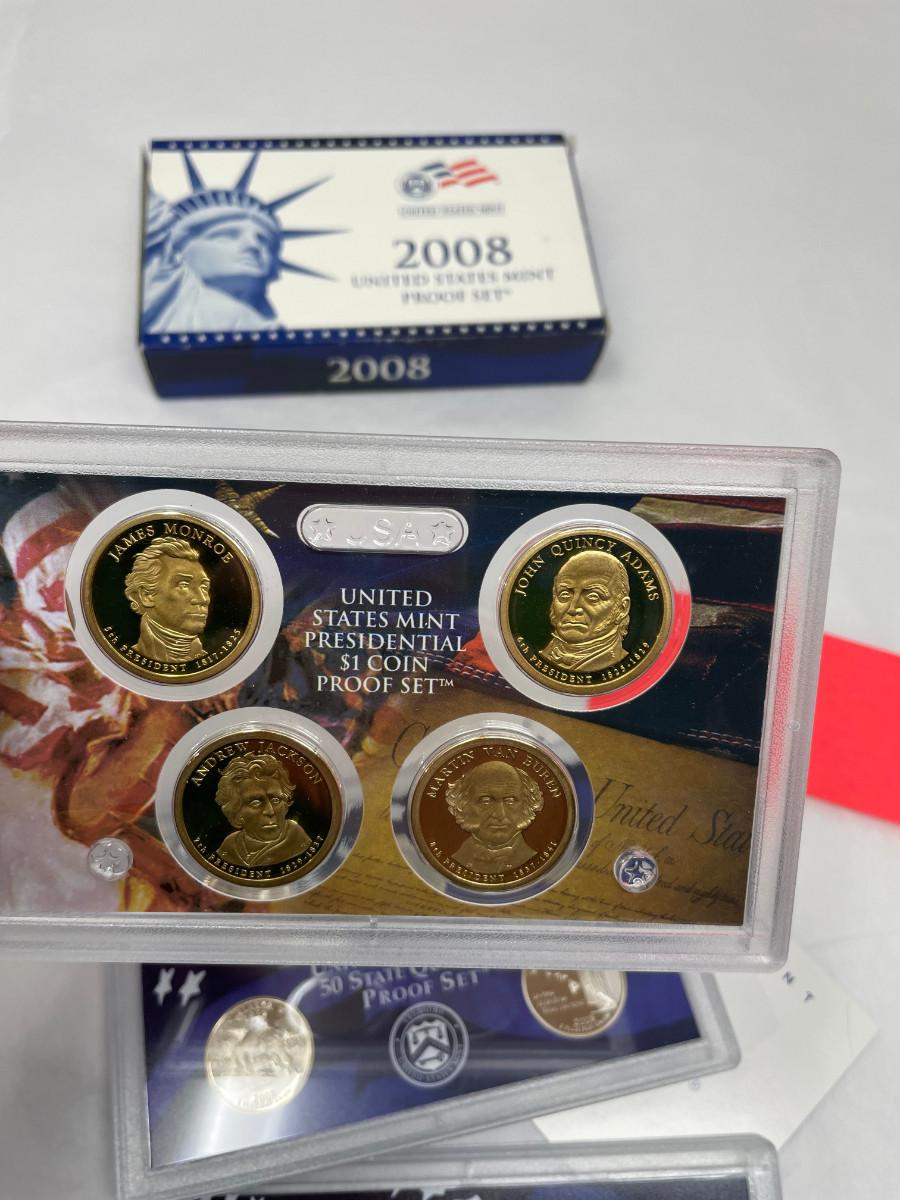 UNITED STATES MINT
2008
UNITED STATES MINT
PROOF SET®
2008
USA
JAMES MONROE
5th PRESIDENT 1817-1825
UNITED
STATES MINT
PRESIDENTIAL
$1 COIN
PROOF SET™
JOHN QUINCY ADAMS
6th PRESIDENT 1825-1829
ANDREW JACKSON
7th PRESIDENT 1829-1837
MARTIN VAN BUREN
8th PRESIDENT 1837-1841
United Sta
50 STATE
PROOF SET
N T